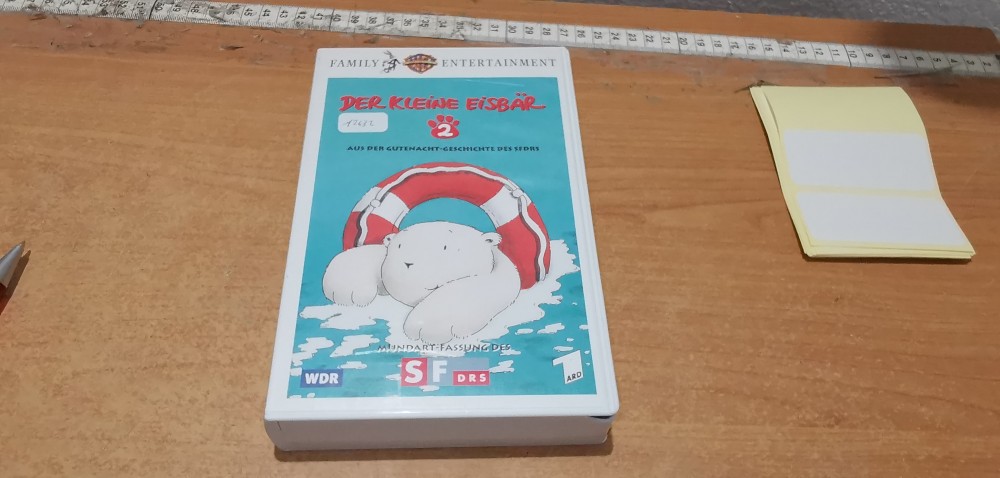 FAMILY ENTERTAINMENT
DER KLEINE EISBÄR
2
AUS DER GUTENACHT-GESCHICHTE DES SFDRS
MUNDART-FASSUNG DES
WDR
SF DRS
1
ARD